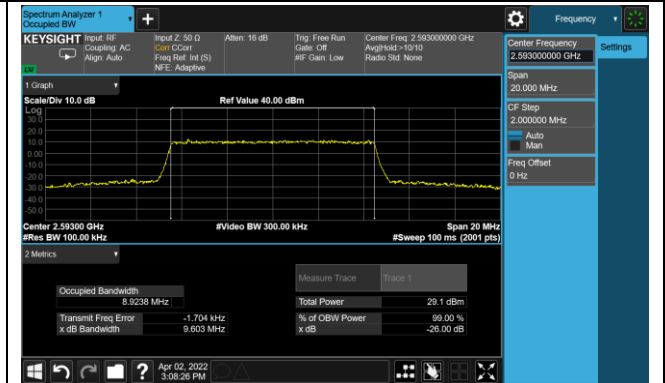 Spectrum Analyzer 1
Occupied BW
+
Frequency
KEYSIGHT Input: RF
Coupling: AC
Align: Auto
Input Z: 50 Ω
Corr CCorr
Freq Ref: Int (S)
NFE: Adaptive
Atten: 16 dB
Trig: Free Run
Gate: Off
#IF Gain: Low
Center Freq: 2.593000000 GHz
Avg|Hold:>10/10
Radio Std: None
Center Frequency
2.593000000 GHz
Settings
Span
20.000 MHz
CF Step
2.000000 MHz
Auto
Man
Freq Offset
0 Hz
1 Graph
Scale/Div 10.0 dB
Ref Value 40.00 dBm
Log
30.0
20.0
10.0
0.00
-10.0
-20.0
-30.0
-40.0
-50.0
Center 2.59300 GHz
#Video BW 300.00 kHz
Span 20 MHz
#Res BW 100.00 kHz
#Sweep 100 ms (2001 pts)
2 Metrics
Measure Trace
Trace 1
Occupied Bandwidth
8.9238 MHz
Total Power
29.1 dBm
Transmit Freq Error
-1.704 kHz
% of OBW Power
99.00 %
x dB Bandwidth
9.603 MHz
x dB
-26.00 dB
?
Apr 02, 2022
3:08:26 PM